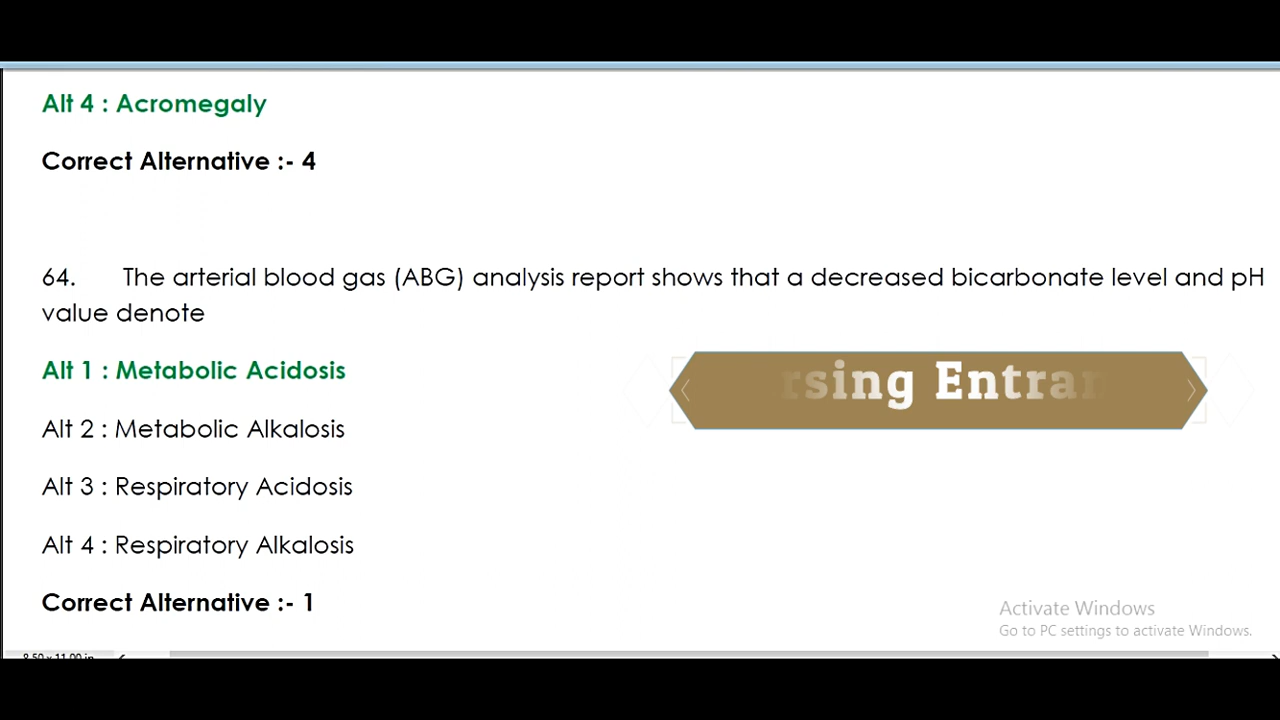 Alt 4 : Acromegaly
Correct Alternative :- 4
64. The arterial blood gas (ABG) analysis report shows that a decreased bicarbonate level and pH
value denote
Alt 1 : Metabolic Acidosis
rsing Entran
Alt 2 : Metabolic Alkalosis
Alt 3 : Respiratory Acidosis
Alt 4 : Respiratory Alkalosis
Correct Alternative :- 1
Activate Windows
Go to PC settings to activate Windows.